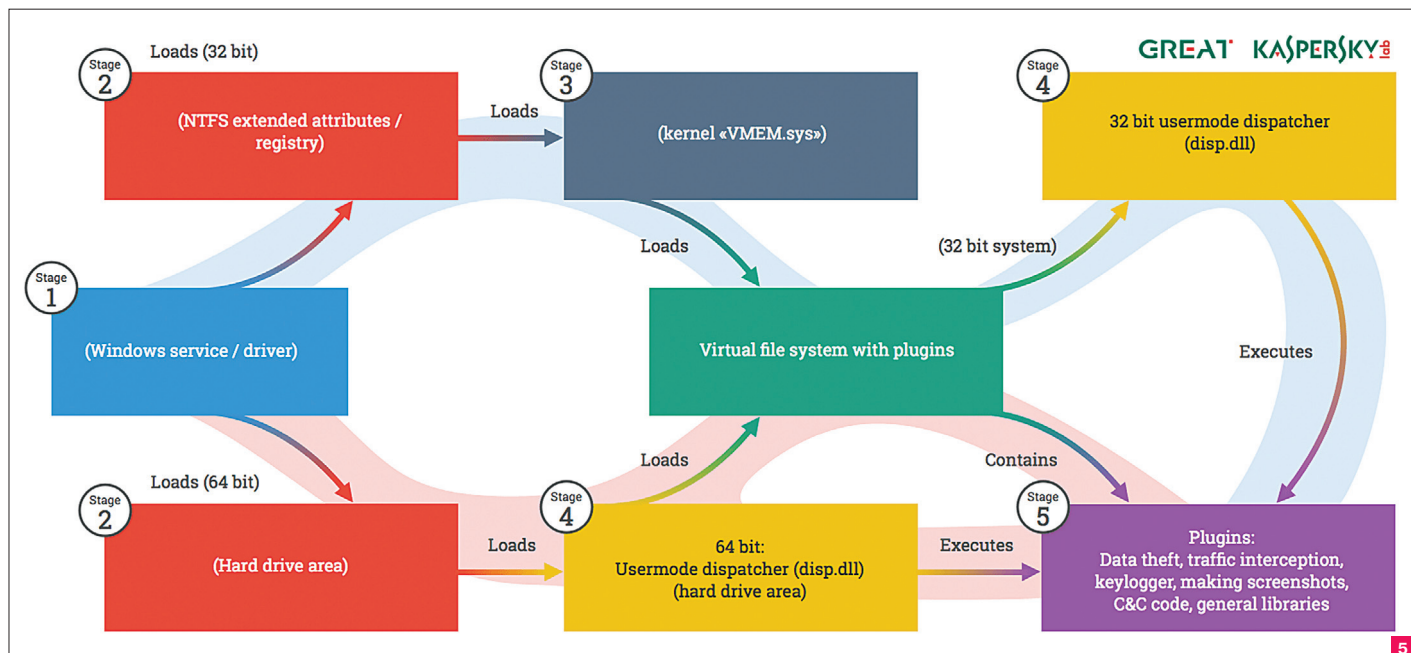 GREAT KASPERSKY lab
Stage
2
Loads (32 bit)
(NTFS extended attributes /
registry)
Loads
Stage
3
(kernel «VMEM.sys»)
Stage
4
32 bit usermode dispatcher
(disp.dll)
Loads
(32 bit system)
Stage
1
(Windows service / driver)
Virtual file system with plugins
Executes
Loads (64 bit)
Loads
Contains
Stage
2
(Hard drive area)
Loads
Stage
4
64 bit:
Usermode dispatcher (disp.dll)
(hard drive area)
Executes
Stage
5
Plugins:
Data theft, traffic interception,
keylogger, making screenshots,
C&C code, general libraries
5